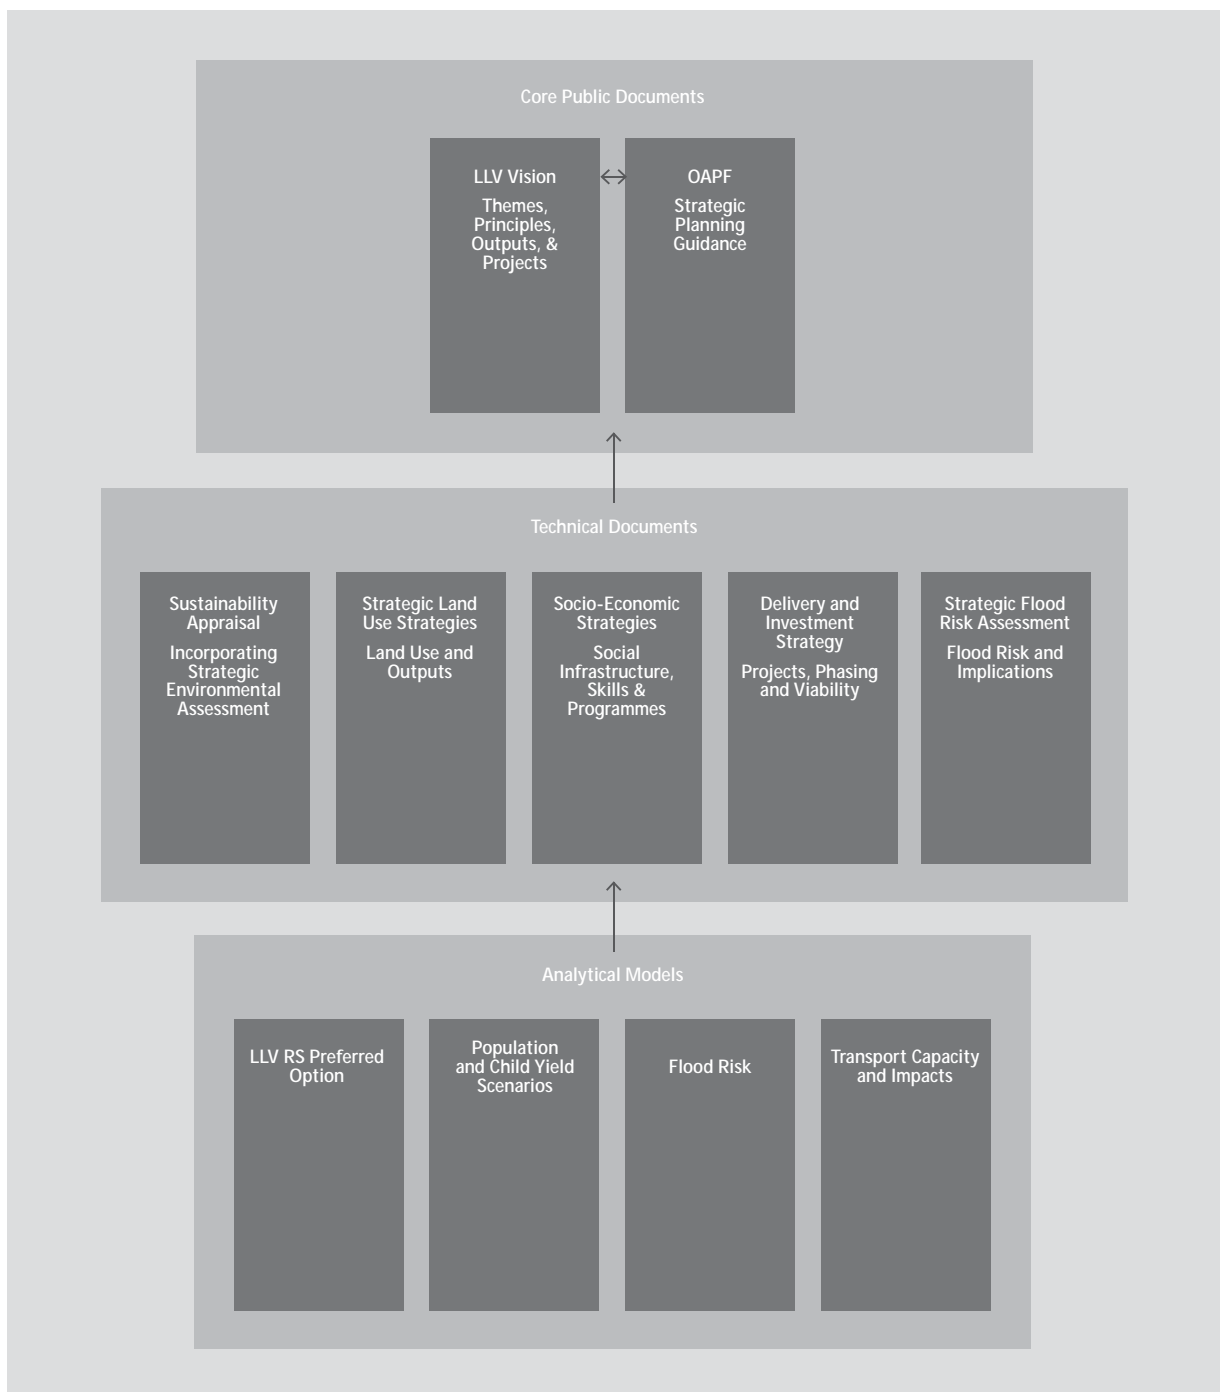 Core Public Documents
LLV Vision
Themes,
Principles,
Outputs, &
Projects
OAPF
Strategic
Planning
Guidance
Technical Documents
Sustainability
Appraisal
Incorporating
Strategic
Environmental
Assessment
Strategic Land
Use Strategies
Land Use and
Outputs
Socio-Economic
Strategies
Social
Infrastructure,
Skills &
Programmes
Delivery and
Investment
Strategy
Projects, Phasing
and Viability
Strategic Flood
Risk Assessment
Flood Risk and
Implications
Analytical Models
LLV RS Preferred
Option
Population
and Child Yield
Scenarios
Flood Risk
Transport Capacity
and Impacts